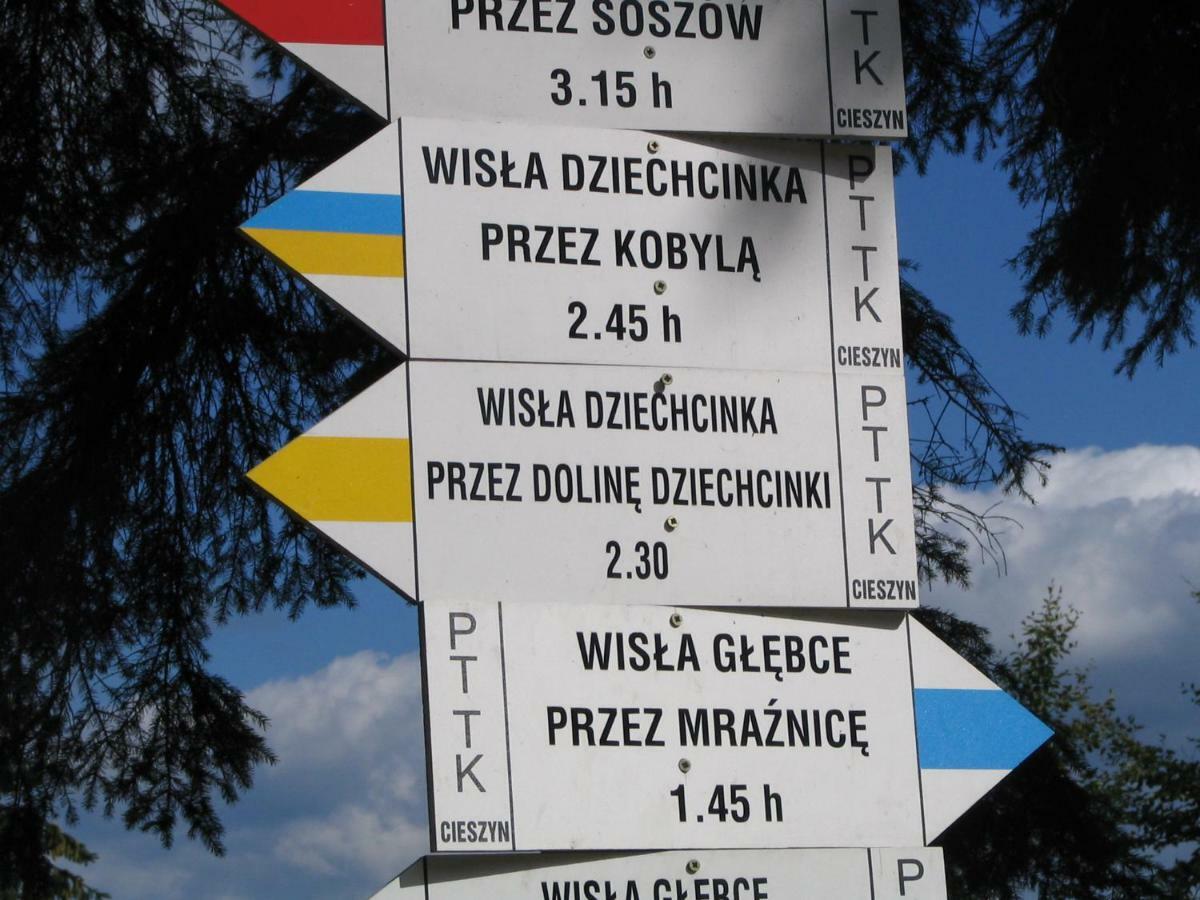 PRZEZ SOSZÓW
3.15 h
TK
CIESZYN
WISŁA DZIECHCINKA
PRZEZ KOBYLĄ
2.45 h
PTTK
CIESZYN
WISŁA DZIECHCINKA
PRZEZ DOLINĘ DZIECHCINKI
2.30
PTTK
CIESZYN
PTTK
CIESZYN
WISŁA GŁĘBCE
PRZEZ MRAŹNICĘ
1.45 h
WISŁA GŁĘBCE
P